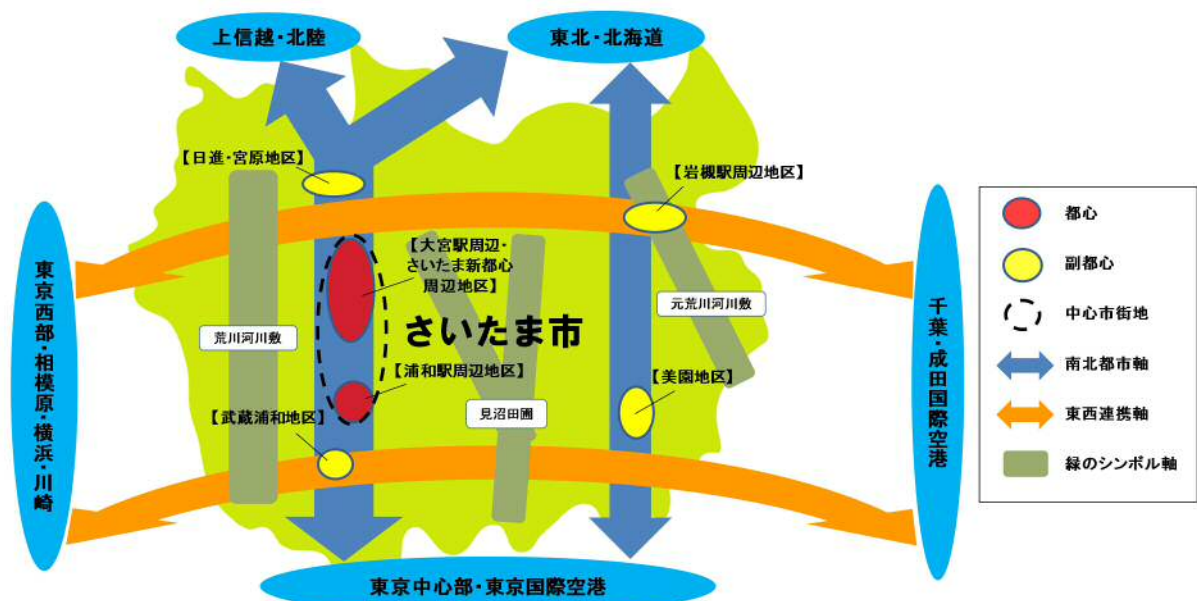 上信越・北陸
東北・北海道
【日進・宮原地区】
【岩槻駅周辺地区】
【大宮駅周辺・
さいたま新都心
周辺地区】
荒川河川敷
さいたま市
元荒川河川敷
【浦和駅周辺地区】
【美園地区】
【武蔵浦和地区】
見沼田圃
東京西部・相模原・横浜・川崎
千葉・成田国際空港
東京中心部・東京国際空港
都心
副都心
中心市街地
南北都市軸
東西連携軸
緑のシンボル軸